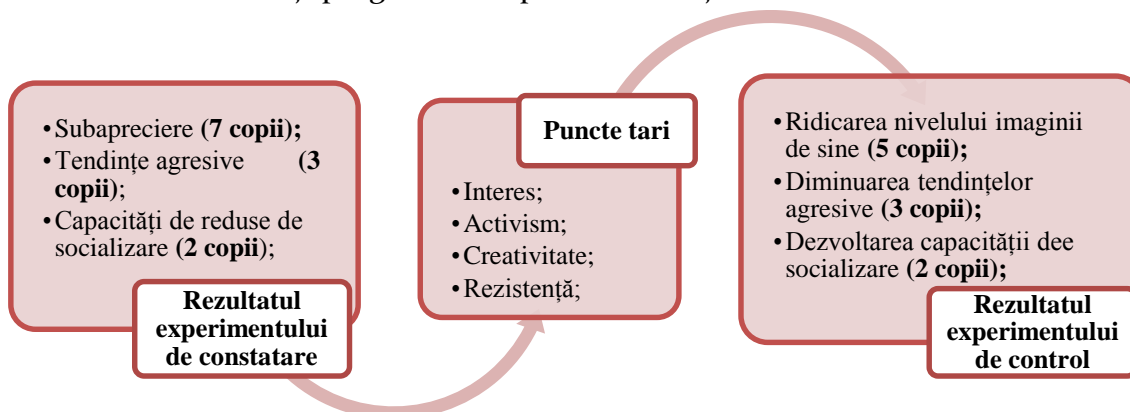 •Subapreciere (7 copii);
•Tendințe agresive (3
copii);
•Capacități de reduse de
socializare (2 copii);
Rezultatul
experimentului
de constatare
Puncte tari
•Interes;
•Activism;
•Creativitate;
•Rezistență;
•Ridicarea nivelului imaginii
de sine (5 copii);
•Diminuarea tendințelor
agresive (3 copii);
•Dezvoltarea capacității dee
socializare (2 copii);
Rezultatul
experimentului
de control